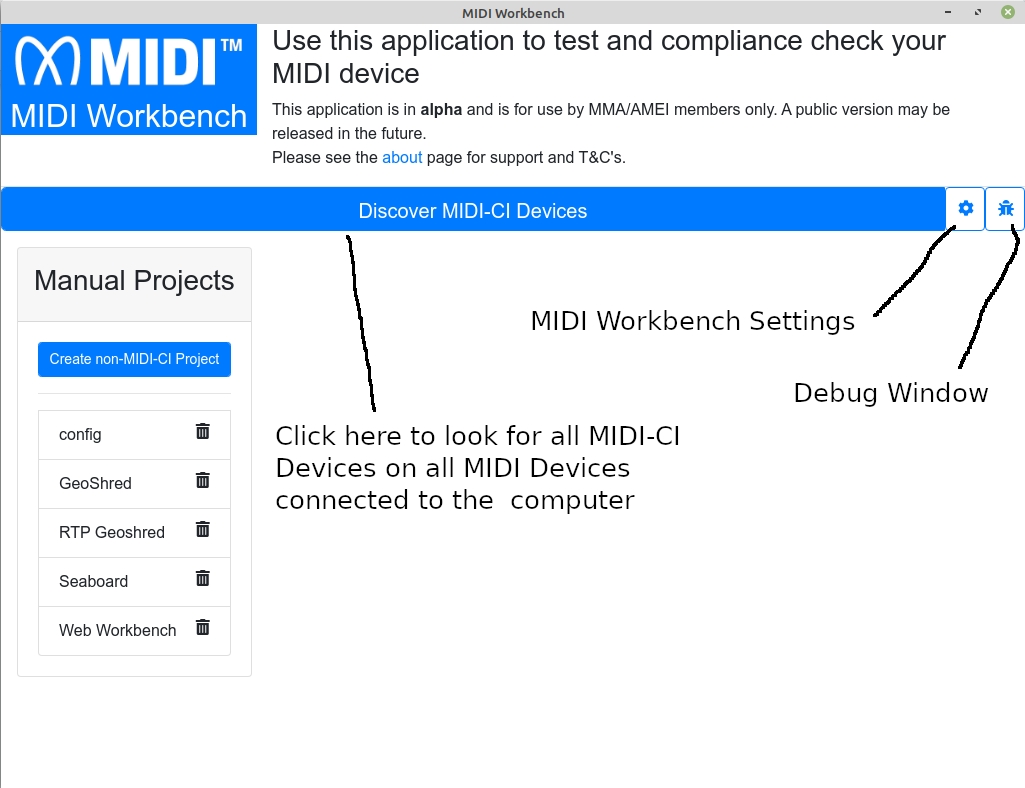 MIDI Workbench
MIDI™
MIDI Workbench
Use this application to test and compliance check your
MIDI device
This application is in alpha and is for use by MMA/AMEI members only. A public version may be
released in the future.
Please see the about page for support and T&C's.
Discover MIDI-CI Devices
Manual Projects
Create non-MIDI-CI Project
config
GeoShred
RTP Geoshred
Seaboard
Web Workbench
MIDI Workbench Settings
Debug Window
Click here to look for all MIDI-CI
Devices on all MIDI Devices
connected to the  computer